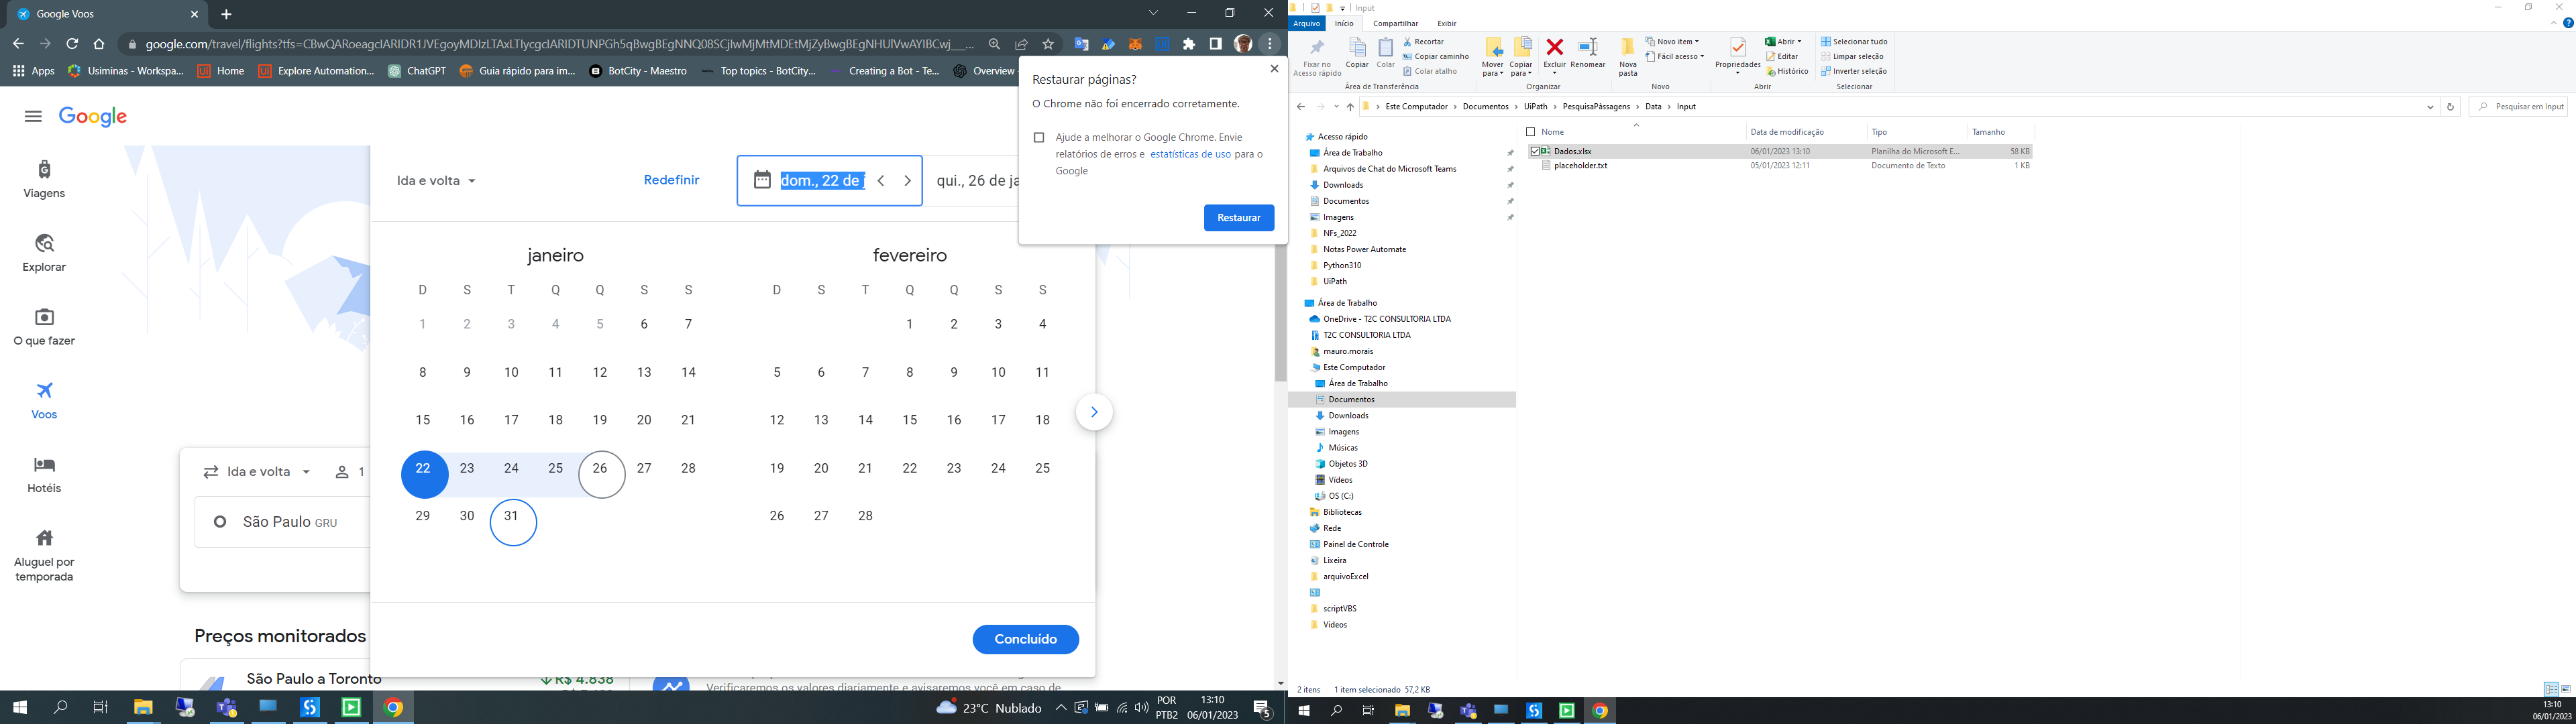 Google Voos
google.com/travel/flights?tfs=CBwQARoeagcIARIDR1JVEgoyMDIzLTAxLTIycgcIARIDTUNPGh5qBwgBEgNNQ08SCjIwMjMtMDEtMjZyBwgBEgNHUlVwAYIBCwj___...
Apps
Usiminas - Workspa...
Home
Explore Automation...
ChatGPT
Guia rápido para im...
BotCity - Maestro
Top topics - BotCity...
Creating a Bot - Te...
Overview -
Restaurar páginas?
O Chrome não foi encerrado corretamente.
Ajude a melhorar o Google Chrome. Envie
relatórios de erros e estatísticas de uso para o
Google
Restaurar
Google
Viagens
Explorar
O que fazer
Voos
Hotéis
Aluguel por
temporada
Ida e volta
Redefinir
dom., 22 de j
qui., 26 de ja
janeiro
D S T Q Q S S
1 2 3 4 5 6 7
8 9 10 11 12 13 14
15 16 17 18 19 20 21
22 23 24 25 26 27 28
29 30 31
fevereiro
D S T Q Q S S
1 2 3 4
5 6 7 8 9 10 11
12 13 14 15 16 17 18
19 20 21 22 23 24 25
26 27 28
Ida e volta 1
São Paulo GRU
Concluído
Preços monitorados
São Paulo a Toronto
R$ 4.838
Verificaremos os valores diariamente e avisaremos você em caso de
23°C Nublado
POR
PTB2
13:10
06/01/2023
5
Input
Arquivo
Início
Compartilhar
Exibir
Fixar no
Acesso rápido
Copiar
Colar
Recortar
Copiar caminho
Colar atalho
Área de Transferência
Mover
para
Copiar
para
Excluir
Renomear
Organizar
Nova
pasta
Novo item
Fácil acesso
Novo
Propriedades
Abrir
Editar
Histórico
Abrir
Selecionar tudo
Limpar seleção
Inverter seleção
Selecionar
Este Computador > Documentos > UiPath > PesquisaPàssagens > Data > Input
Pesquisar em Input
Nome
Data de modificação
Tipo
Tamanho
Dados.xlsx
06/01/2023 13:10
Planilha do Microsoft E...
58 KB
placeholder.txt
05/01/2023 12:11
Documento de Texto
1 KB
Acesso rápido
Área de Trabalho
Arquivos de Chat do Microsoft Teams
Downloads
Documentos
Imagens
NFs_2022
Notas Power Automate
Python310
UiPath
Área de Trabalho
OneDrive - T2C CONSULTORIA LTDA
T2C CONSULTORIA LTDA
mauro.morais
Este Computador
Área de Trabalho
Documentos
Downloads
Imagens
Músicas
Objetos 3D
Vídeos
OS (C:)
Bibliotecas
Rede
Painel de Controle
Lixeira
arquivoExcel
scriptVBS
Videos
2 itens
1 item selecionado 57,2 KB
13:10
06/01/2023